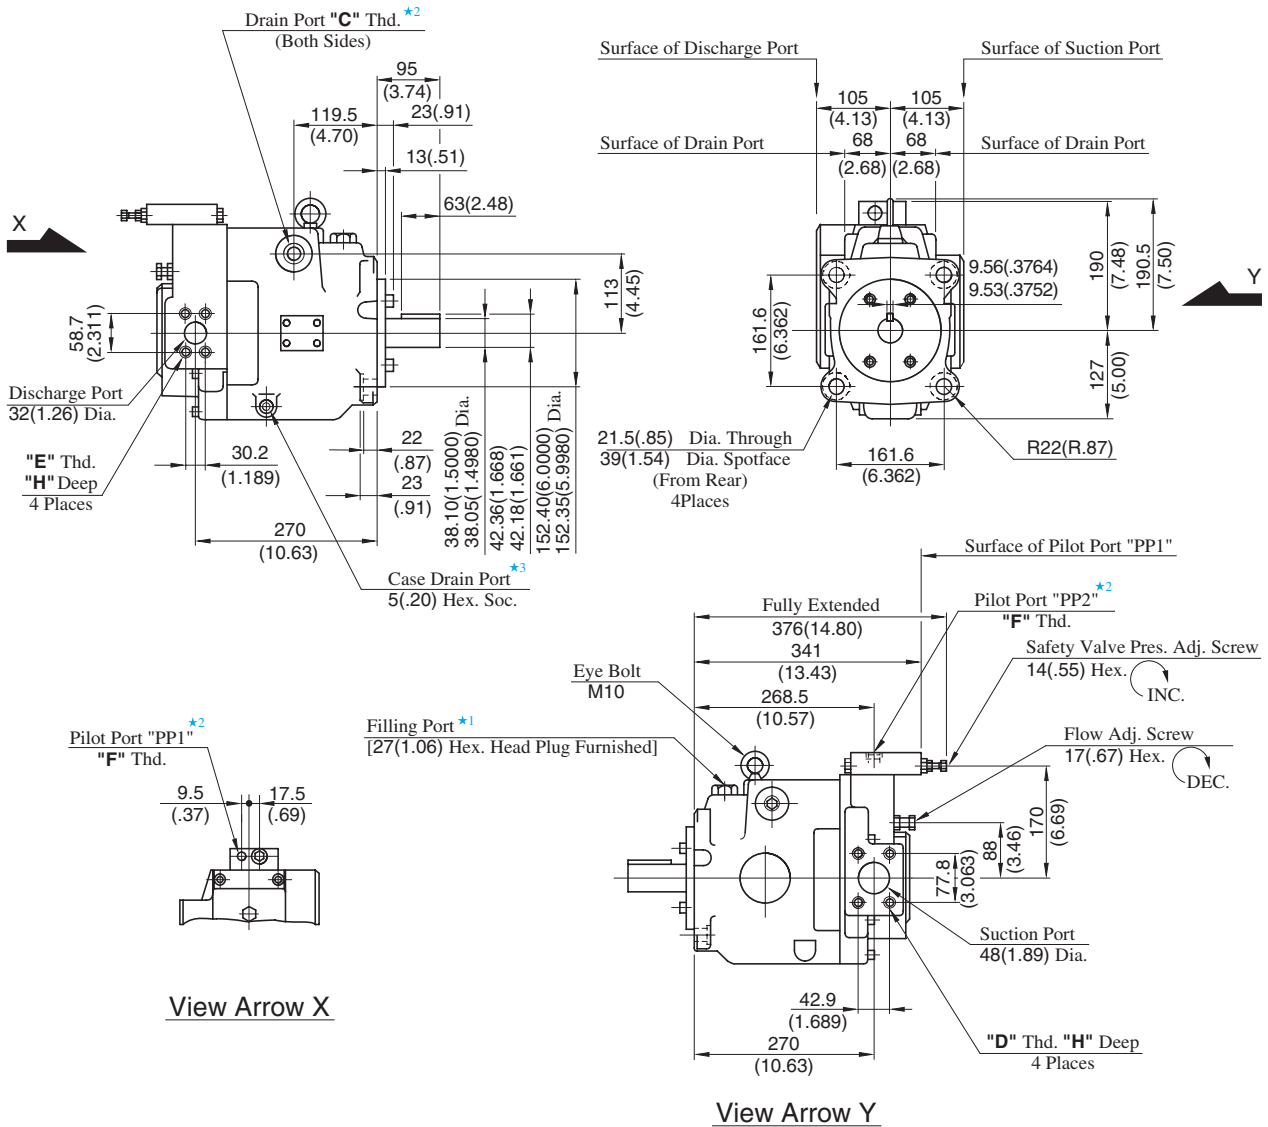 Drain Port "C" Thd. ★2
(Both Sides)
95
(3.74)
119.5
(4.70)
23(.91)
13(.51)
63(2.48)
X
113
(4.45)
58.7
(2.311)
Discharge Port
32(1.26) Dia.
"E" Thd.
"H" Deep
4 Places
30.2
(1.189)
22
(.87)
23
(.91)
270
(10.63)
38.10(1.5000) Dia.
38.05(1.4980)
42.36(1.668)
42.18(1.661)
152.40(6.0000) Dia.
152.35(5.9980)
Case Drain Port ★3
5(.20) Hex. Soc.
Surface of Discharge Port
Surface of Suction Port
105
(4.13)
105
(4.13)
Surface of Drain Port
68
(2.68)
68
(2.68)
Surface of Drain Port
190
(7.48)
190.5
(7.50)
Y
9.56(.3764)
9.53(.3752)
161.6
(6.362)
127
(5.00)
21.5(.85) Dia. Through
39(1.54) Dia. Spotface
(From Rear)
4Places
161.6
(6.362)
R22(R.87)
Surface of Pilot Port "PP1"
Fully Extended
376(14.80)
341
(13.43)
268.5
(10.57)
Pilot Port "PP2" ★2
"F" Thd.
Safety Valve Pres. Adj. Screw
14(.55) Hex.
INC.
Eye Bolt
M10
Filling Port ★1
[27(1.06) Hex. Head Plug Furnished]
Flow Adj. Screw
17(.67) Hex.
DEC.
170
(6.69)
88
(3.46)
77.8
(3.063)
Suction Port
48(1.89) Dia.
42.9
(1.689)
270
(10.63)
"D" Thd. "H" Deep
4 Places
View Arrow Y
Pilot Port "PP1" ★2
"F" Thd.
9.5
(.37)
17.5
(.69)
View Arrow X